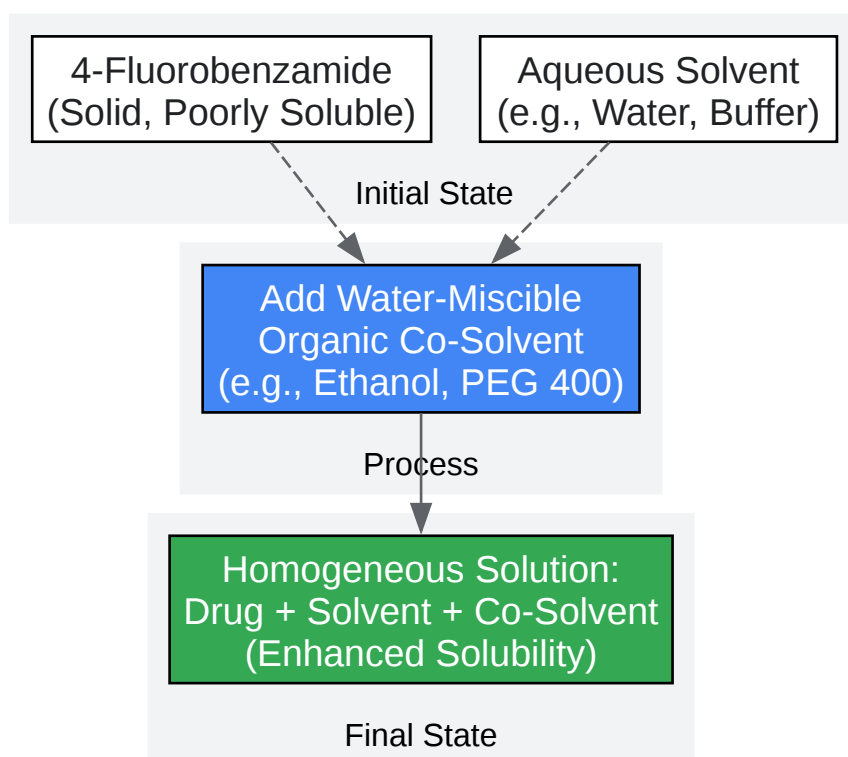 4-Fluorobenzamide
(Solid, Poorly Soluble)
Aqueous Solvent
(e.g., Water, Buffer)
Initial State
Add Water-Miscible
Organic Co-Solvent
(e.g., Ethanol, PEG 400)
Process
Homogeneous Solution:
Drug + Solvent + Co-Solvent
(Enhanced Solubility)
Final State